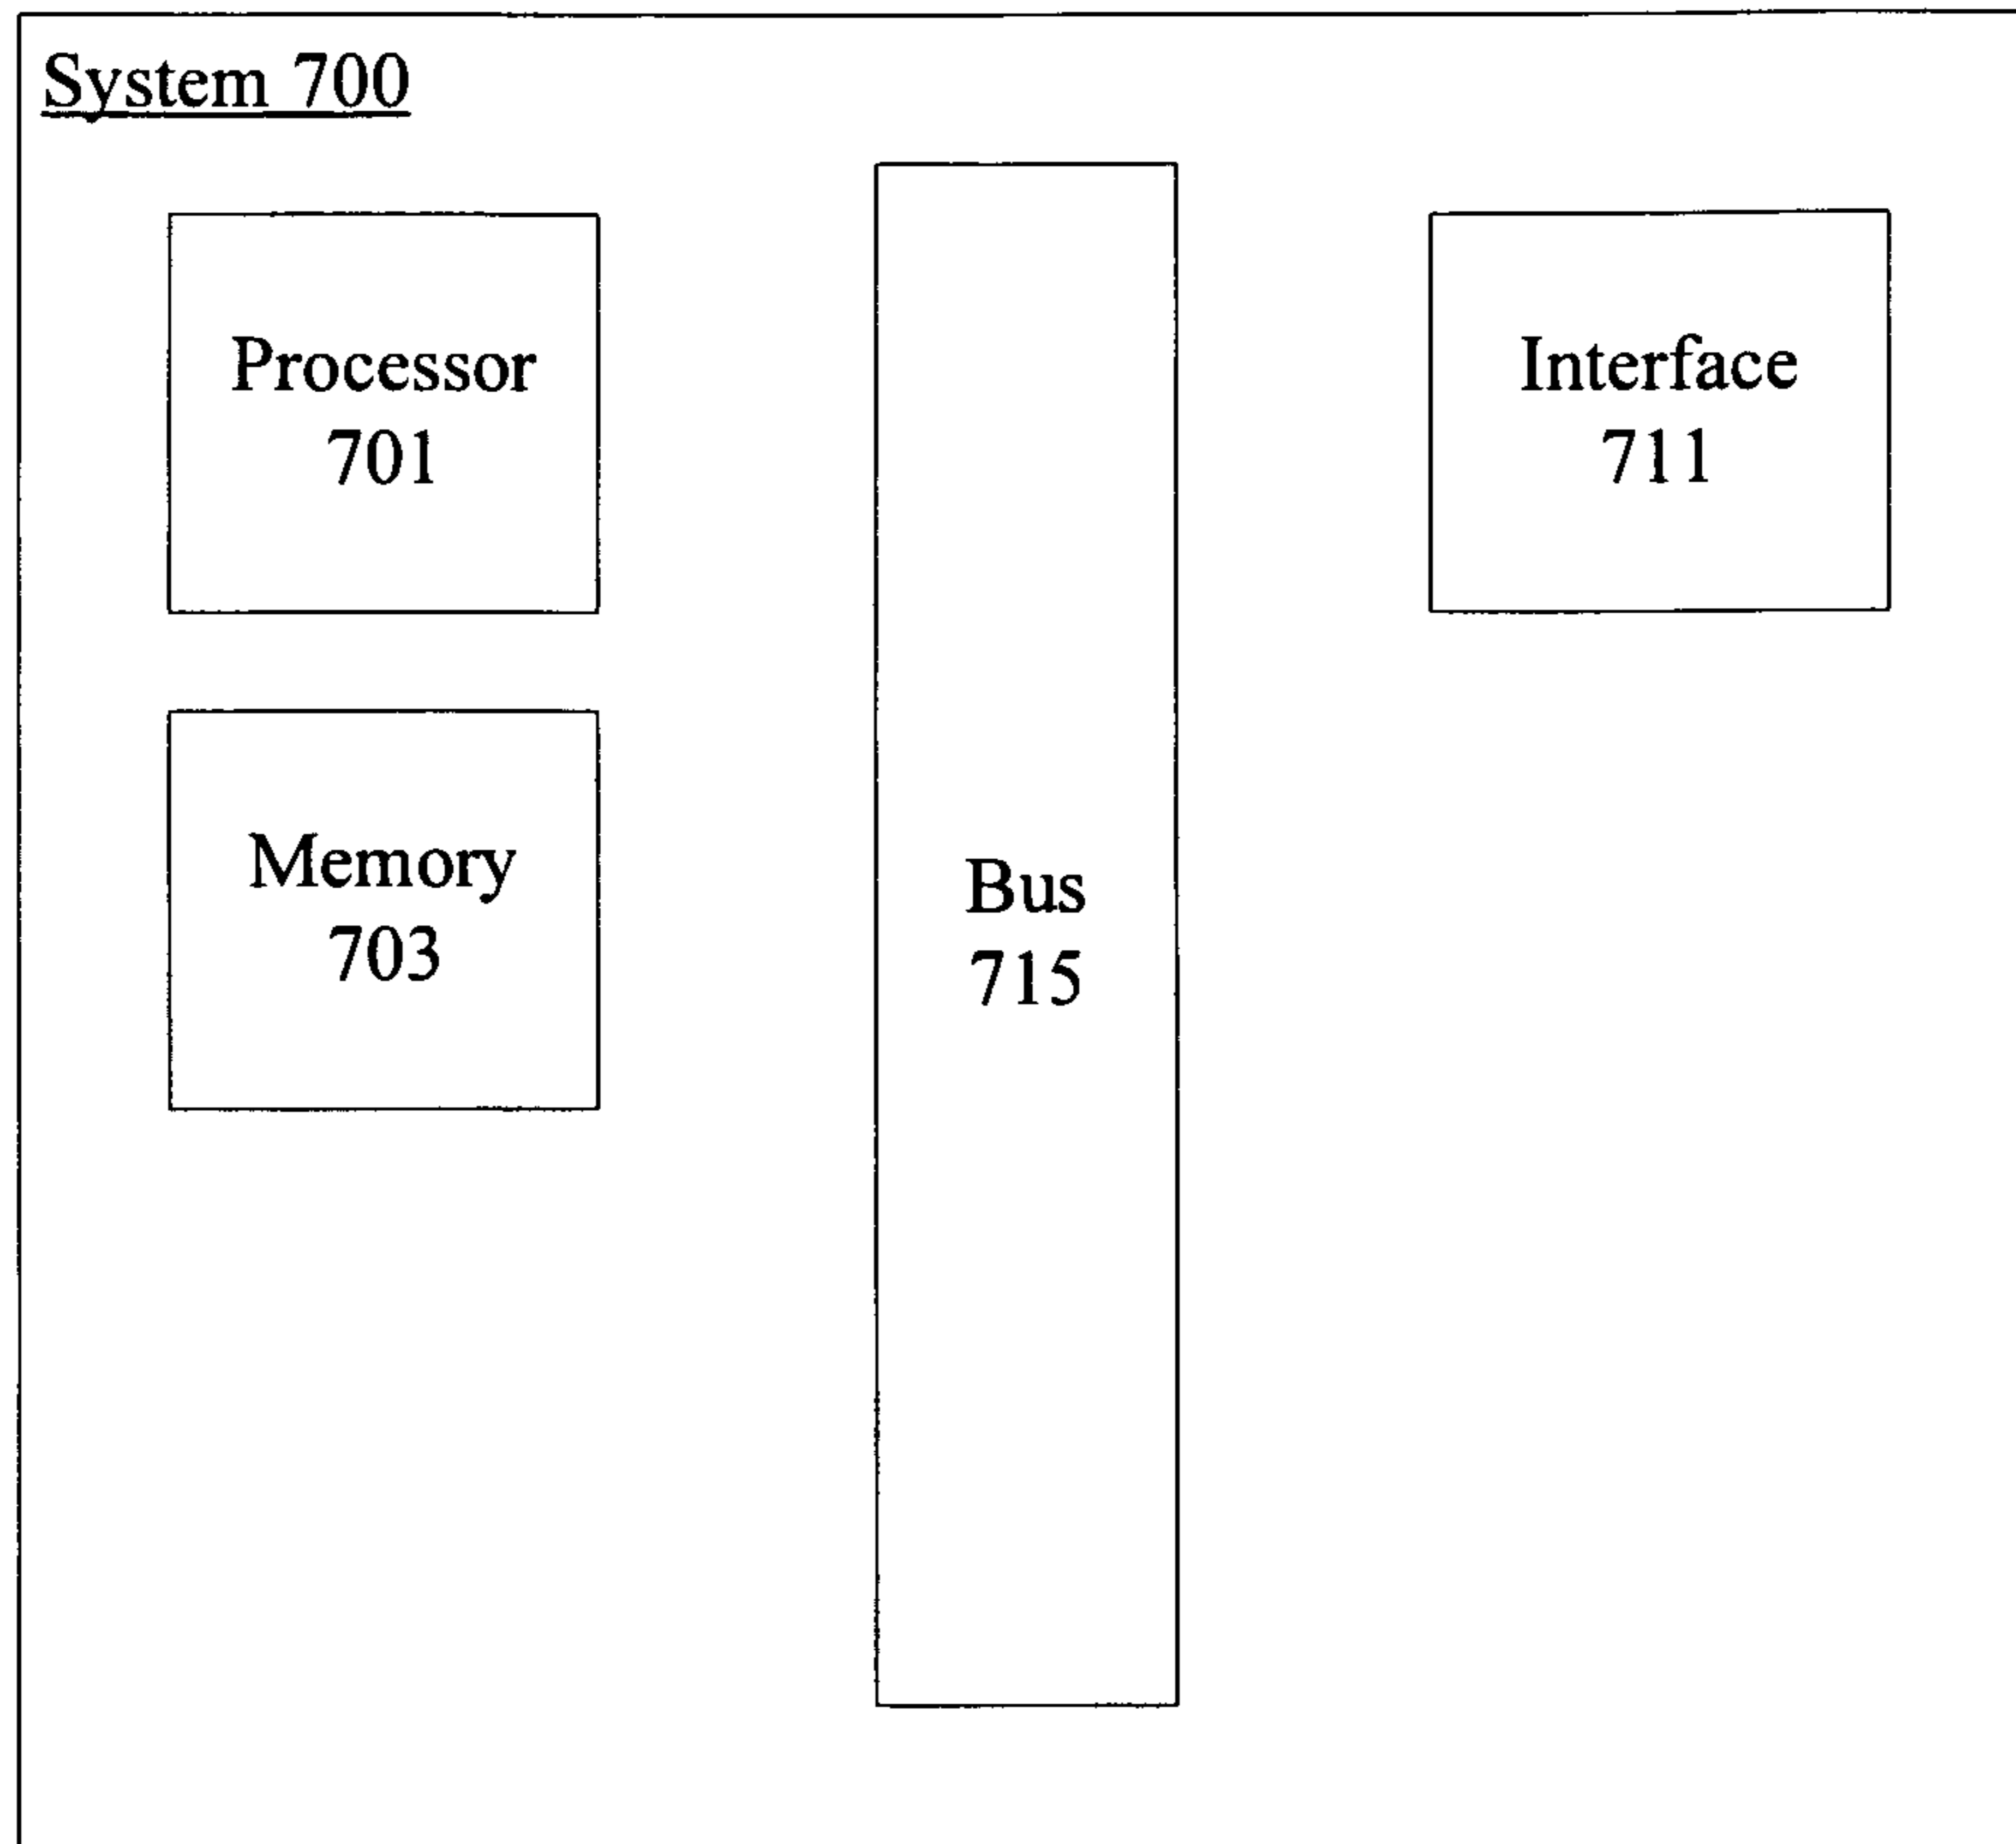 System 700
Processor
701
Interface
711
Memory
703
Bus
715